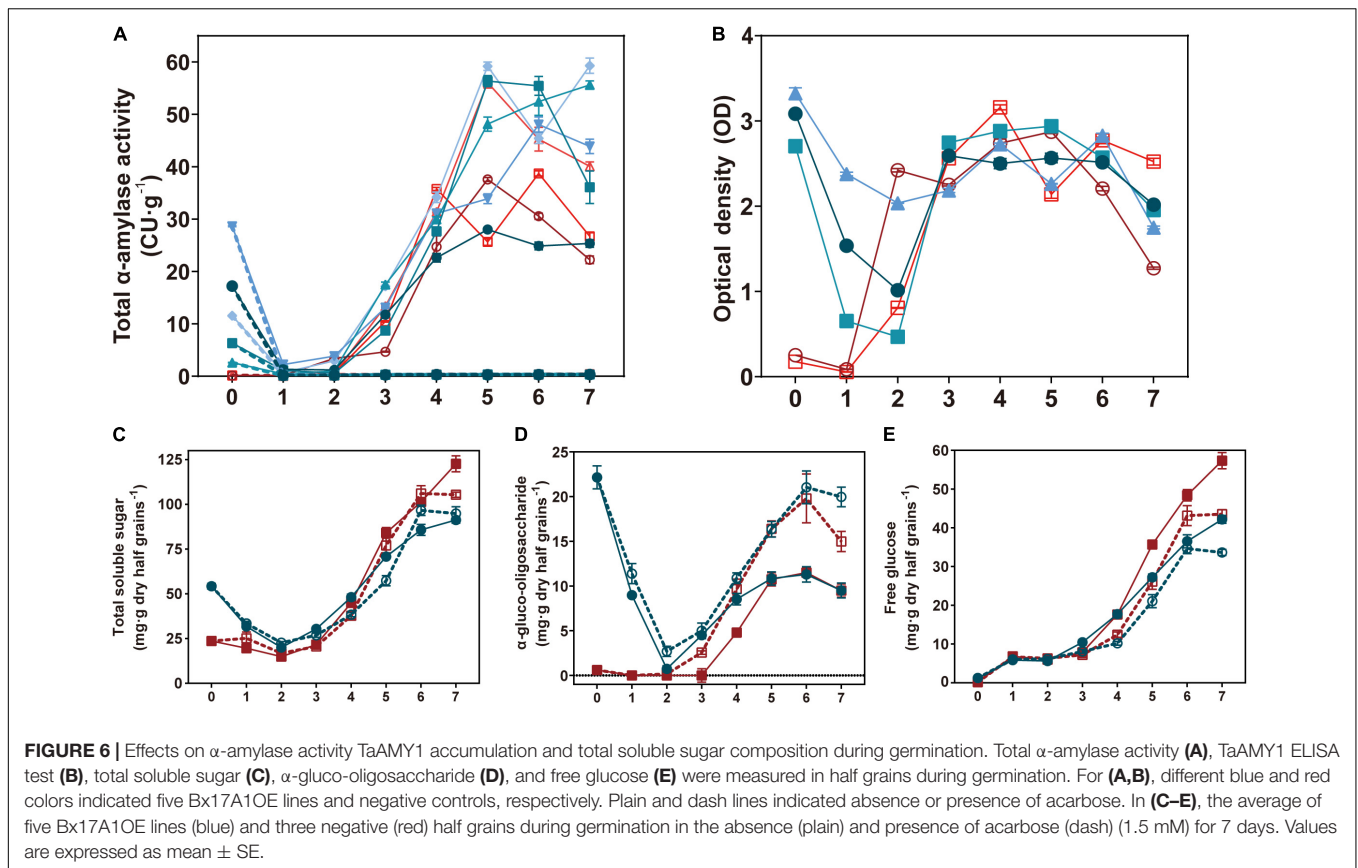 A
Total α-amylase activity
(CU·g⁻¹)
60
50
40
30
20
10
0
0 1 2 3 4 5 6 7
B
Optical density (OD)
4
3
2
1
0
0 1 2 3 4 5 6 7
C
Total soluble sugar
(mg·g dry half grains⁻¹)
125
100
75
50
25
0
0 1 2 3 4 5 6 7
D
α-gluco-oligosaccharide
(mg·g dry half grains⁻¹)
25
20
15
10
5
0
0 1 2 3 4 5 6 7
E
Free glucose
(mg·g dry half grains⁻¹)
60
50
40
30
20
10
0
0 1 2 3 4 5 6 7
FIGURE 6 | Effects on α-amylase activity TaAMY1 accumulation and total soluble sugar composition during germination. Total α-amylase activity (A), TaAMY1 ELISA
test (B), total soluble sugar (C), α-gluco-oligosaccharide (D), and free glucose (E) were measured in half grains during germination. For (A,B), different blue and red
colors indicated five Bx17A1OE lines and negative controls, respectively. Plain and dash lines indicated absence or presence of acarbose. In (C–E), the average of
five Bx17A1OE lines (blue) and three negative (red) half grains during germination in the absence (plain) and presence of acarbose (dash) (1.5 mM) for 7 days. Values
are expressed as mean ± SE.